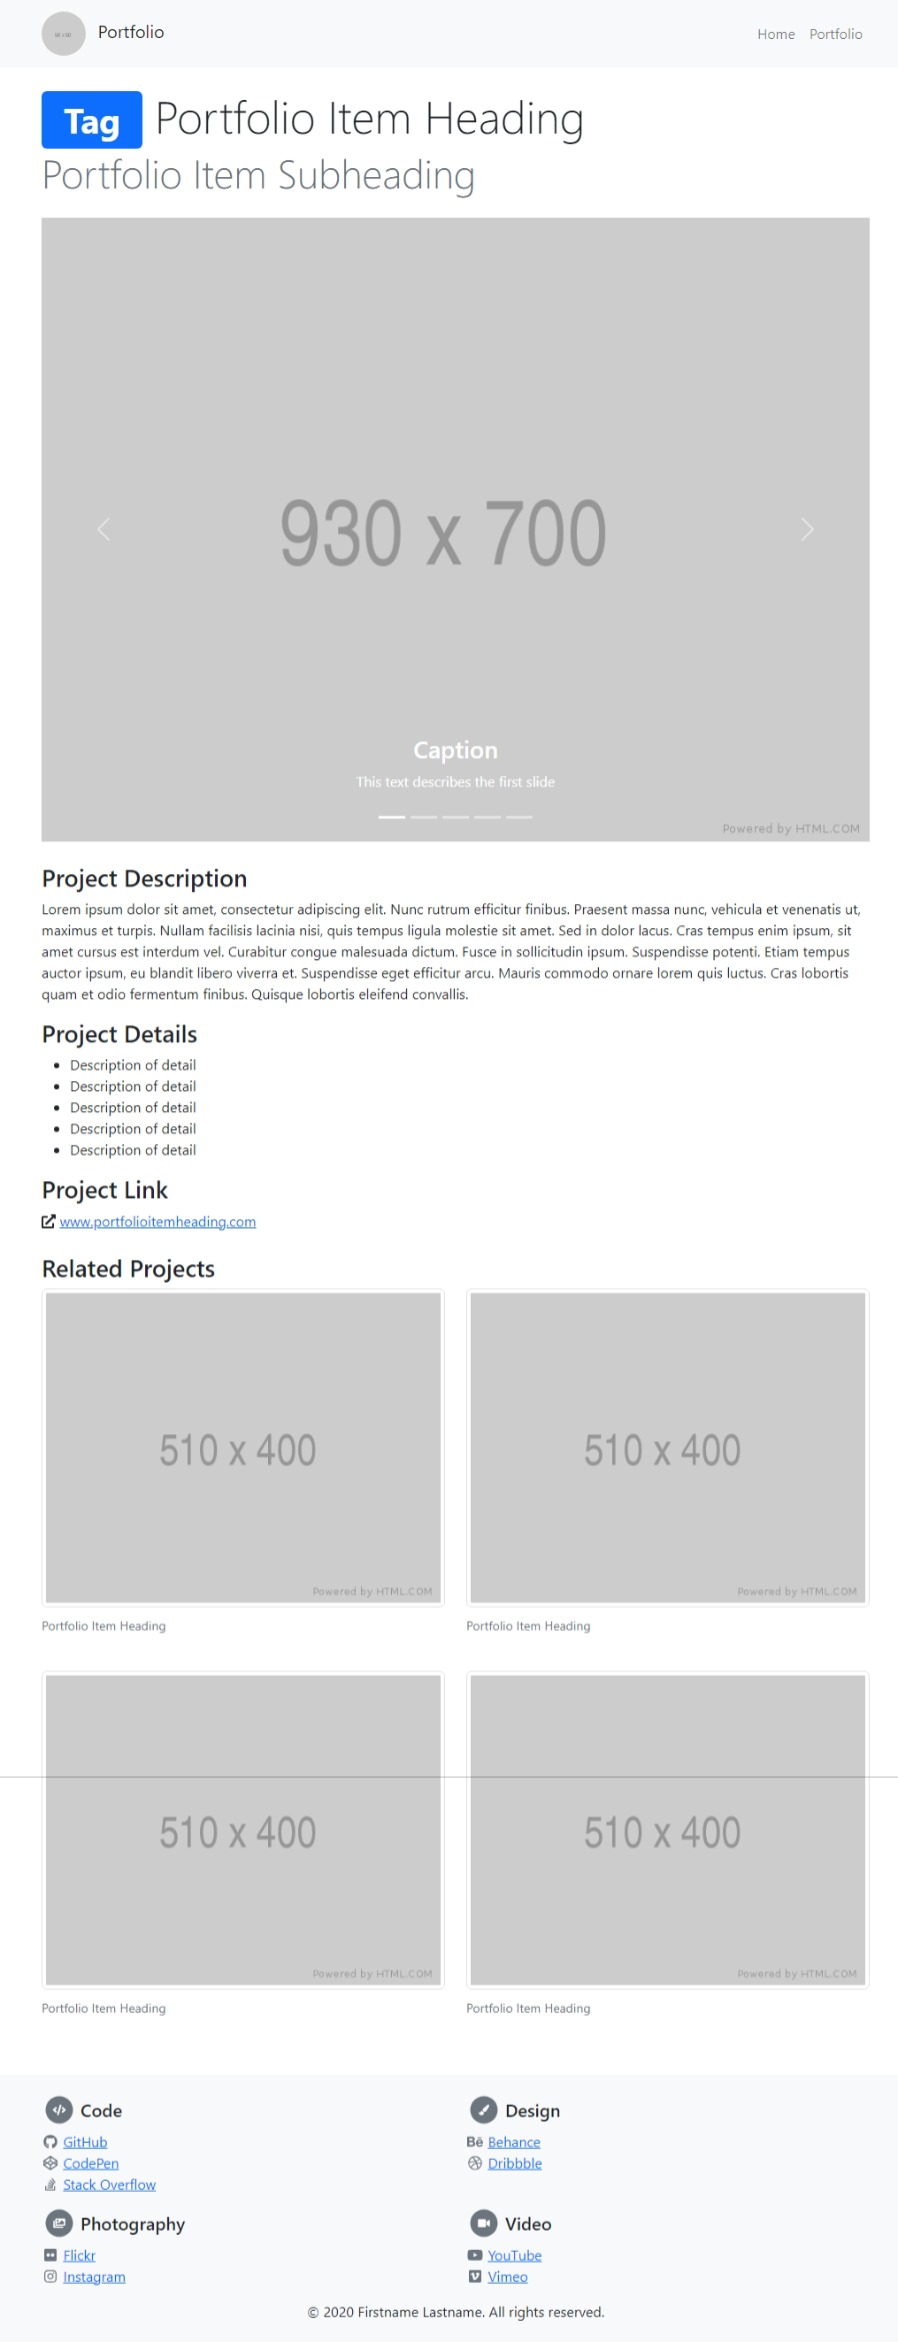 50 x 50
Portfolio
Home
Portfolio
Tag
Portfolio Item Heading
Portfolio Item Subheading
930 x 700
Caption
This text describes the first slide
Powered by HTML.COM
Project Description
Lorem ipsum dolor sit amet, consectetur adipiscing elit. Nunc rutrum efficitur finibus. Praesent massa nunc, vehicula et venenatis ut,
maximus et turpis. Nullam facilisis lacinia nisi, quis tempus ligula molestie sit amet. Sed in dolor lacus. Cras tempus enim ipsum, sit
amet cursus est interdum vel. Curabitur congue malesuada dictum. Fusce in sollicitudin ipsum. Suspendisse potenti. Etiam tempus
auctor ipsum, eu blandit libero viverra et. Suspendisse eget efficitur arcu. Mauris commodo ornare lorem quis luctus. Cras lobortis
quam et odio fermentum finibus. Quisque lobortis eleifend convallis.
Project Details
Description of detail
Description of detail
Description of detail
Description of detail
Description of detail
Project Link
www.portfolioitemheading.com
Related Projects
510 x 400
Powered by HTML.COM
Portfolio Item Heading
510 x 400
Powered by HTML.COM
Portfolio Item Heading
510 x 400
Powered by HTML.COM
Portfolio Item Heading
510 x 400
Powered by HTML.COM
Portfolio Item Heading
Code
GitHub
CodePen
Stack Overflow
Design
Behance
Dribbble
Photography
Flickr
Instagram
Video
YouTube
Vimeo
© 2020 Firstname Lastname. All rights reserved.